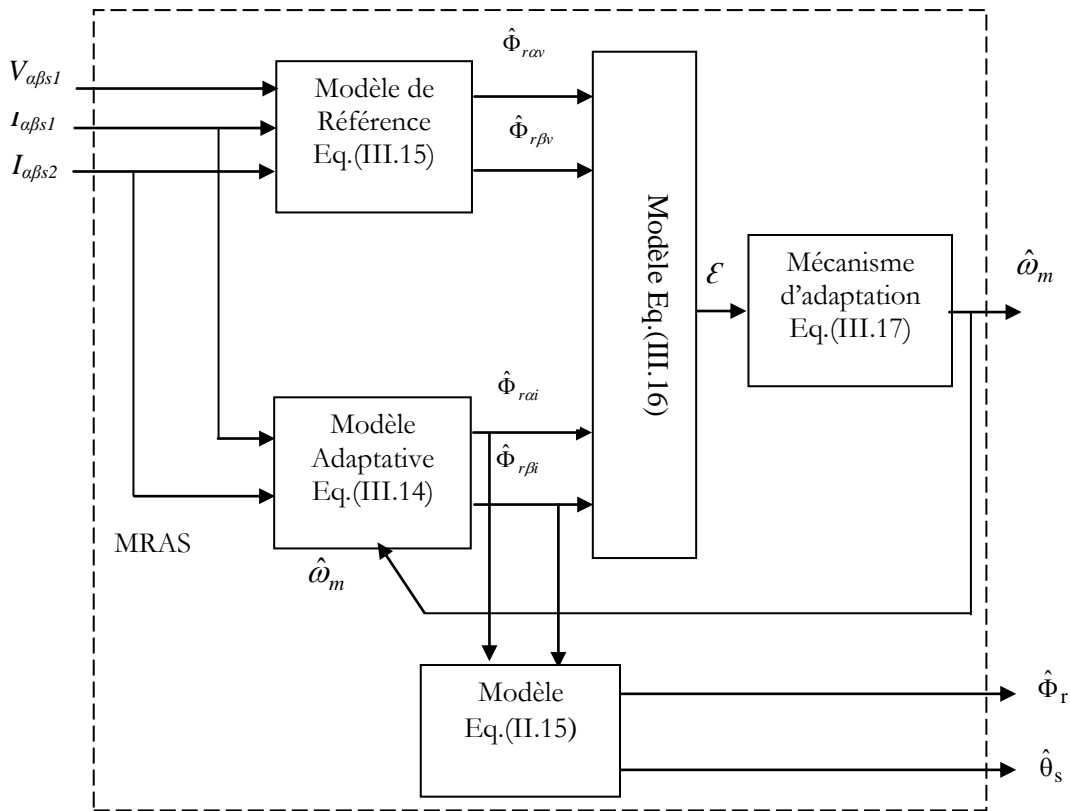 V_αβs1
I_αβs1
I_αβs2
Modèle de
Référence
Eq.(III.15)
Φ̂_rαv
Φ̂_rβv
Modèle Eq.(III.16)
ε
Mécanisme
d'adaptation
Eq.(III.17)
ω̂_m
Modèle
Adaptative
Eq.(III.14)
Φ̂_rαi
Φ̂_rβi
MRAS
ω̂_m
Modèle
Eq.(II.15)
Φ̂_r
θ̂_s